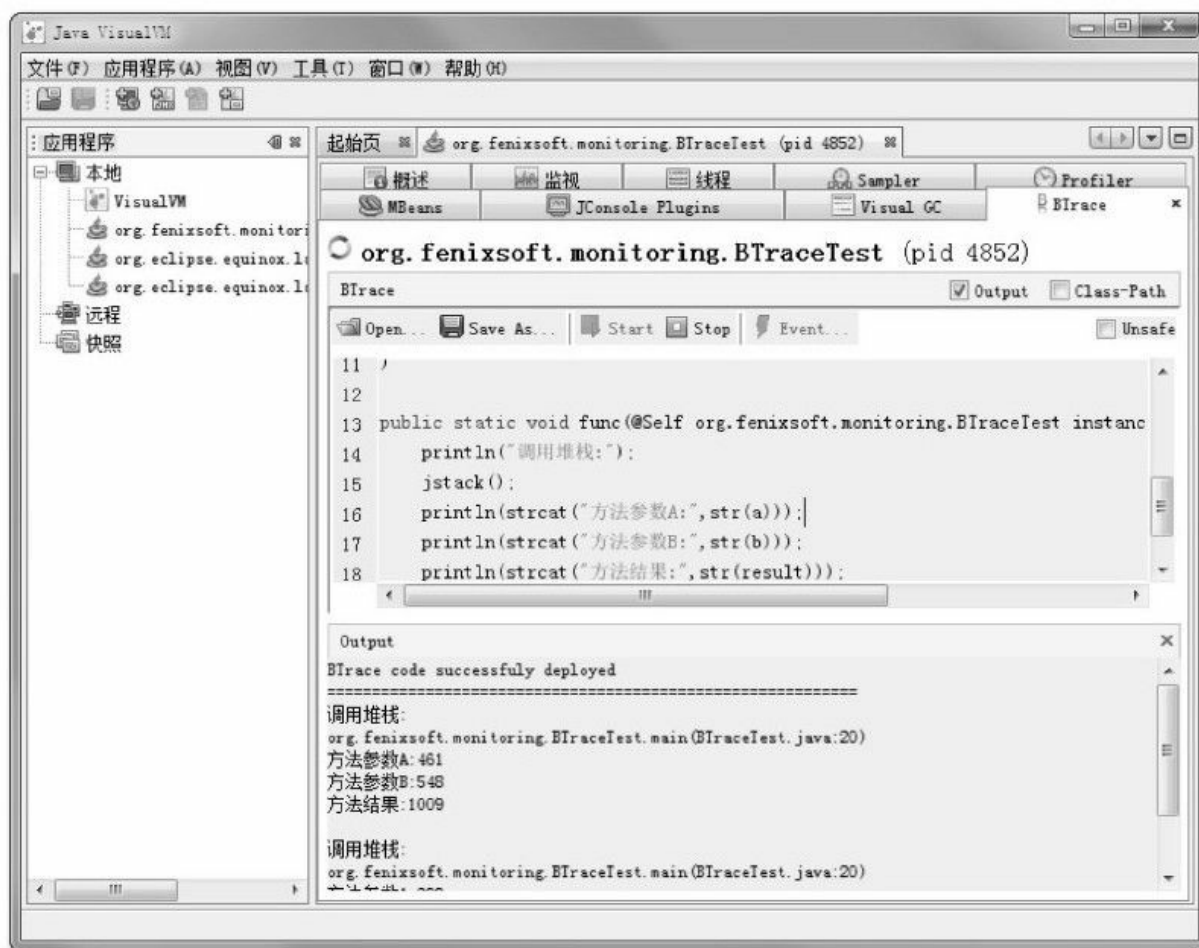 Java VisualVM
文件(F) 应用程序(A) 视图(V) 工具(T) 窗口(W) 帮助(H)
应用程序
本地
VisualVM
org.fenixsoft.monitori
org.eclipse.equinox.l
org.eclipse.equinox.l
远程
快照
起始页 org.fenixsoft.monitoring.BTraceTest (pid 4852)
概述 监视 线程 Sampler Profiler
MBeans JConsole Plugins Visual GC BTrace
org.fenixsoft.monitoring.BTraceTest (pid 4852)
BTrace Output Class-Path
Open... Save As... Start Stop Event... Unsafe
11
12
13 public static void func(@Self org.fenixsoft.monitoring.BTraceTest instanc
14 println("调用堆栈:");
15 jstack();
16 println(strcat("方法参数A:",str(a)));
17 println(strcat("方法参数B:",str(b)));
18 println(strcat("方法结果:",str(result)));
Output
BTrace code successfuly deployed
===========================================================
调用堆栈:
org.fenixsoft.monitoring.BTraceTest.main(BTraceTest.java:20)
方法参数A:461
方法参数B:548
方法结果:1009
调用堆栈:
org.fenixsoft.monitoring.BTraceTest.main(BTraceTest.java:20)